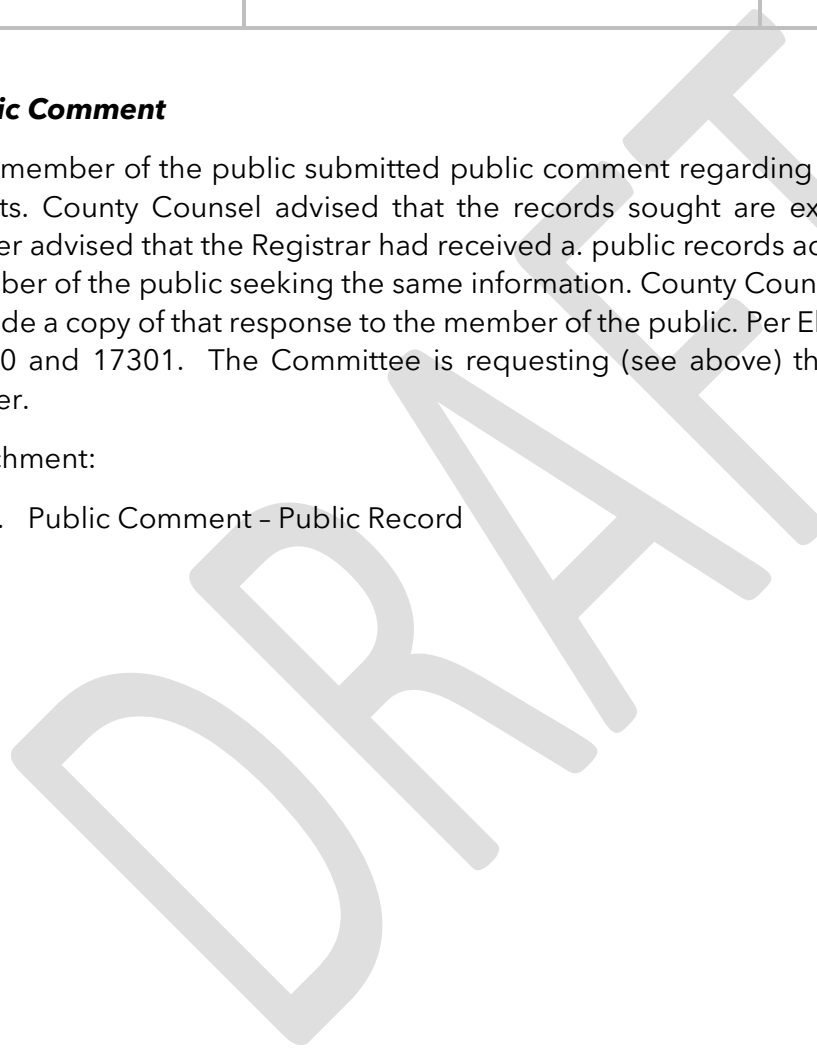 ic Comment
member of the public submitted public comment regarding
ts. County Counsel advised that the records sought are ex
er advised that the Registrar had received a. public records ac
ber of the public seeking the same information. County Coun
de a copy of that response to the member of the public. Per El
0 and 17301. The Committee is requesting (see above) th
er.
chment:
. Public Comment – Public Record
DRAFT